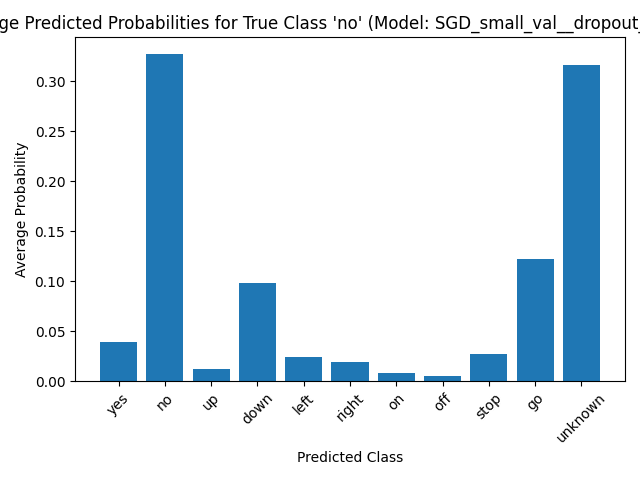 ge Predicted Probabilities for True Class 'no' (Model: SGD_small_val__dropout_
0.30
0.25
0.20
0.15
0.10
0.05
0.00
Average Probability
yes
no
up
down
left
right
on
off
stop
go
unknown
Predicted Class